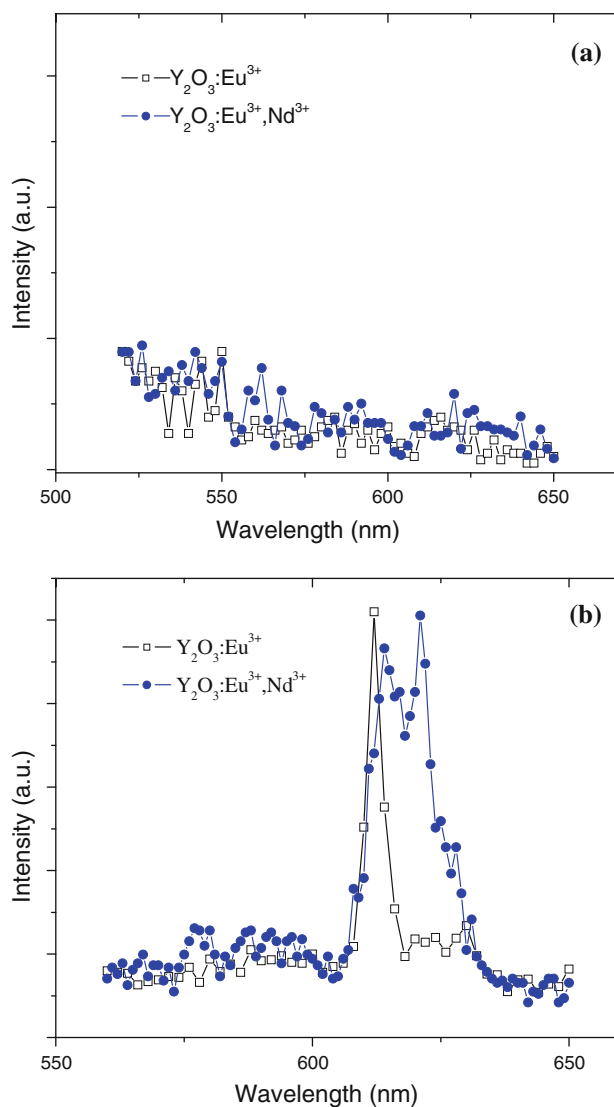 (a)
Y₂O₃:Eu³⁺
Y₂O₃:Eu³⁺,Nd³⁺
Intensity (a.u.)
500 550 600 650
Wavelength (nm)
(b)
Y₂O₃:Eu³⁺
Y₂O₃:Eu³⁺,Nd³⁺
Intensity (a.u.)
550 600 650
Wavelength (nm)